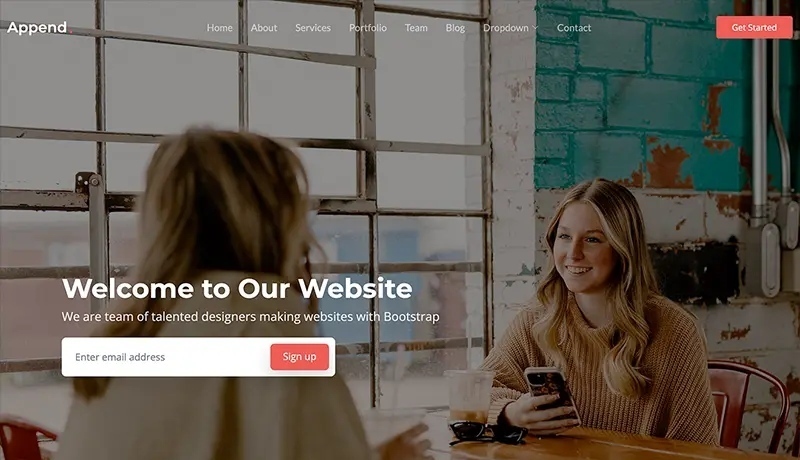 Append.
Home About Services Portfolio Team Blog Dropdown Contact
Get Started
Welcome to Our Website
We are team of talented designers making websites with Bootstrap
Enter email address
Sign up